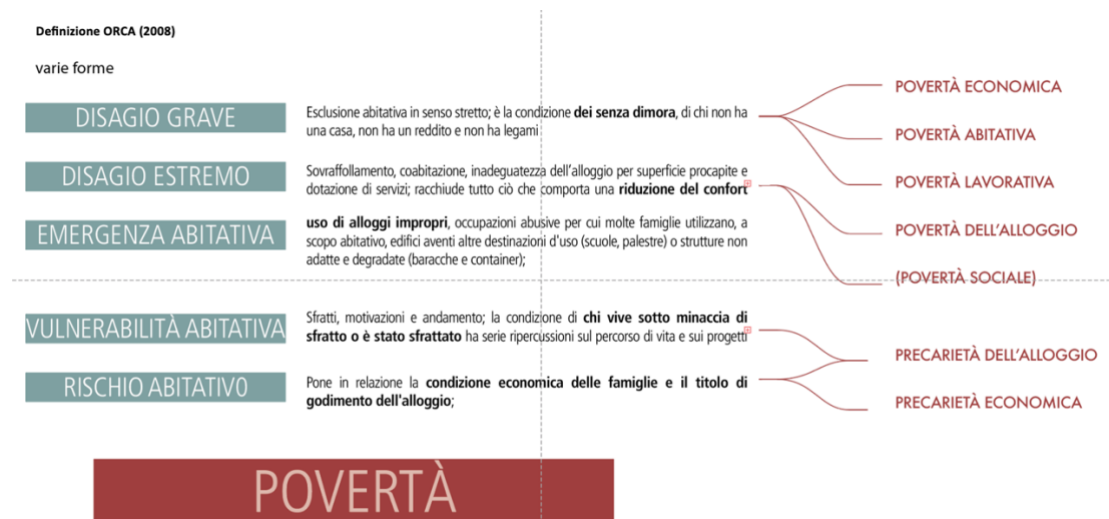 Definizione ORCA (2008)
varie forme
DISAGIO GRAVE
Esclusione abitativa in senso stretto; è la condizione dei senza dimora, di chi non ha
una casa, non ha un reddito e non ha legami
DISAGIO ESTREMO
Sovraffollamento, coabitazione, inadeguatezza dell'alloggio per superficie procapite e
dotazione di servizi; racchiude tutto ciò che comporta una riduzione del confort
EMERGENZA ABITATIVA
uso di alloggi impropri, occupazioni abusive per cui molte famiglie utilizzano, a
scopo abitativo, edifici aventi altre destinazioni d'uso (scuole, palestre) o strutture non
adatte e degradate (baracche e container);
VULNERABILITÀ ABITATIVA
Sfratti, motivazioni e andamento; la condizione di chi vive sotto minaccia di
sfratto o è stato sfrattato ha serie ripercussioni sul percorso di vita e sui progetti
RISCHIO ABITATIV0
Pone in relazione la condizione economica delle famiglie e il titolo di
godimento dell'alloggio;
POVERTÀ ECONOMICA
POVERTÀ ABITATIVA
POVERTÀ LAVORATIVA
POVERTÀ DELL'ALLOGGIO
(POVERTÀ SOCIALE)
PRECARIETÀ DELL'ALLOGGIO
PRECARIETÀ ECONOMICA
POVERTÀ